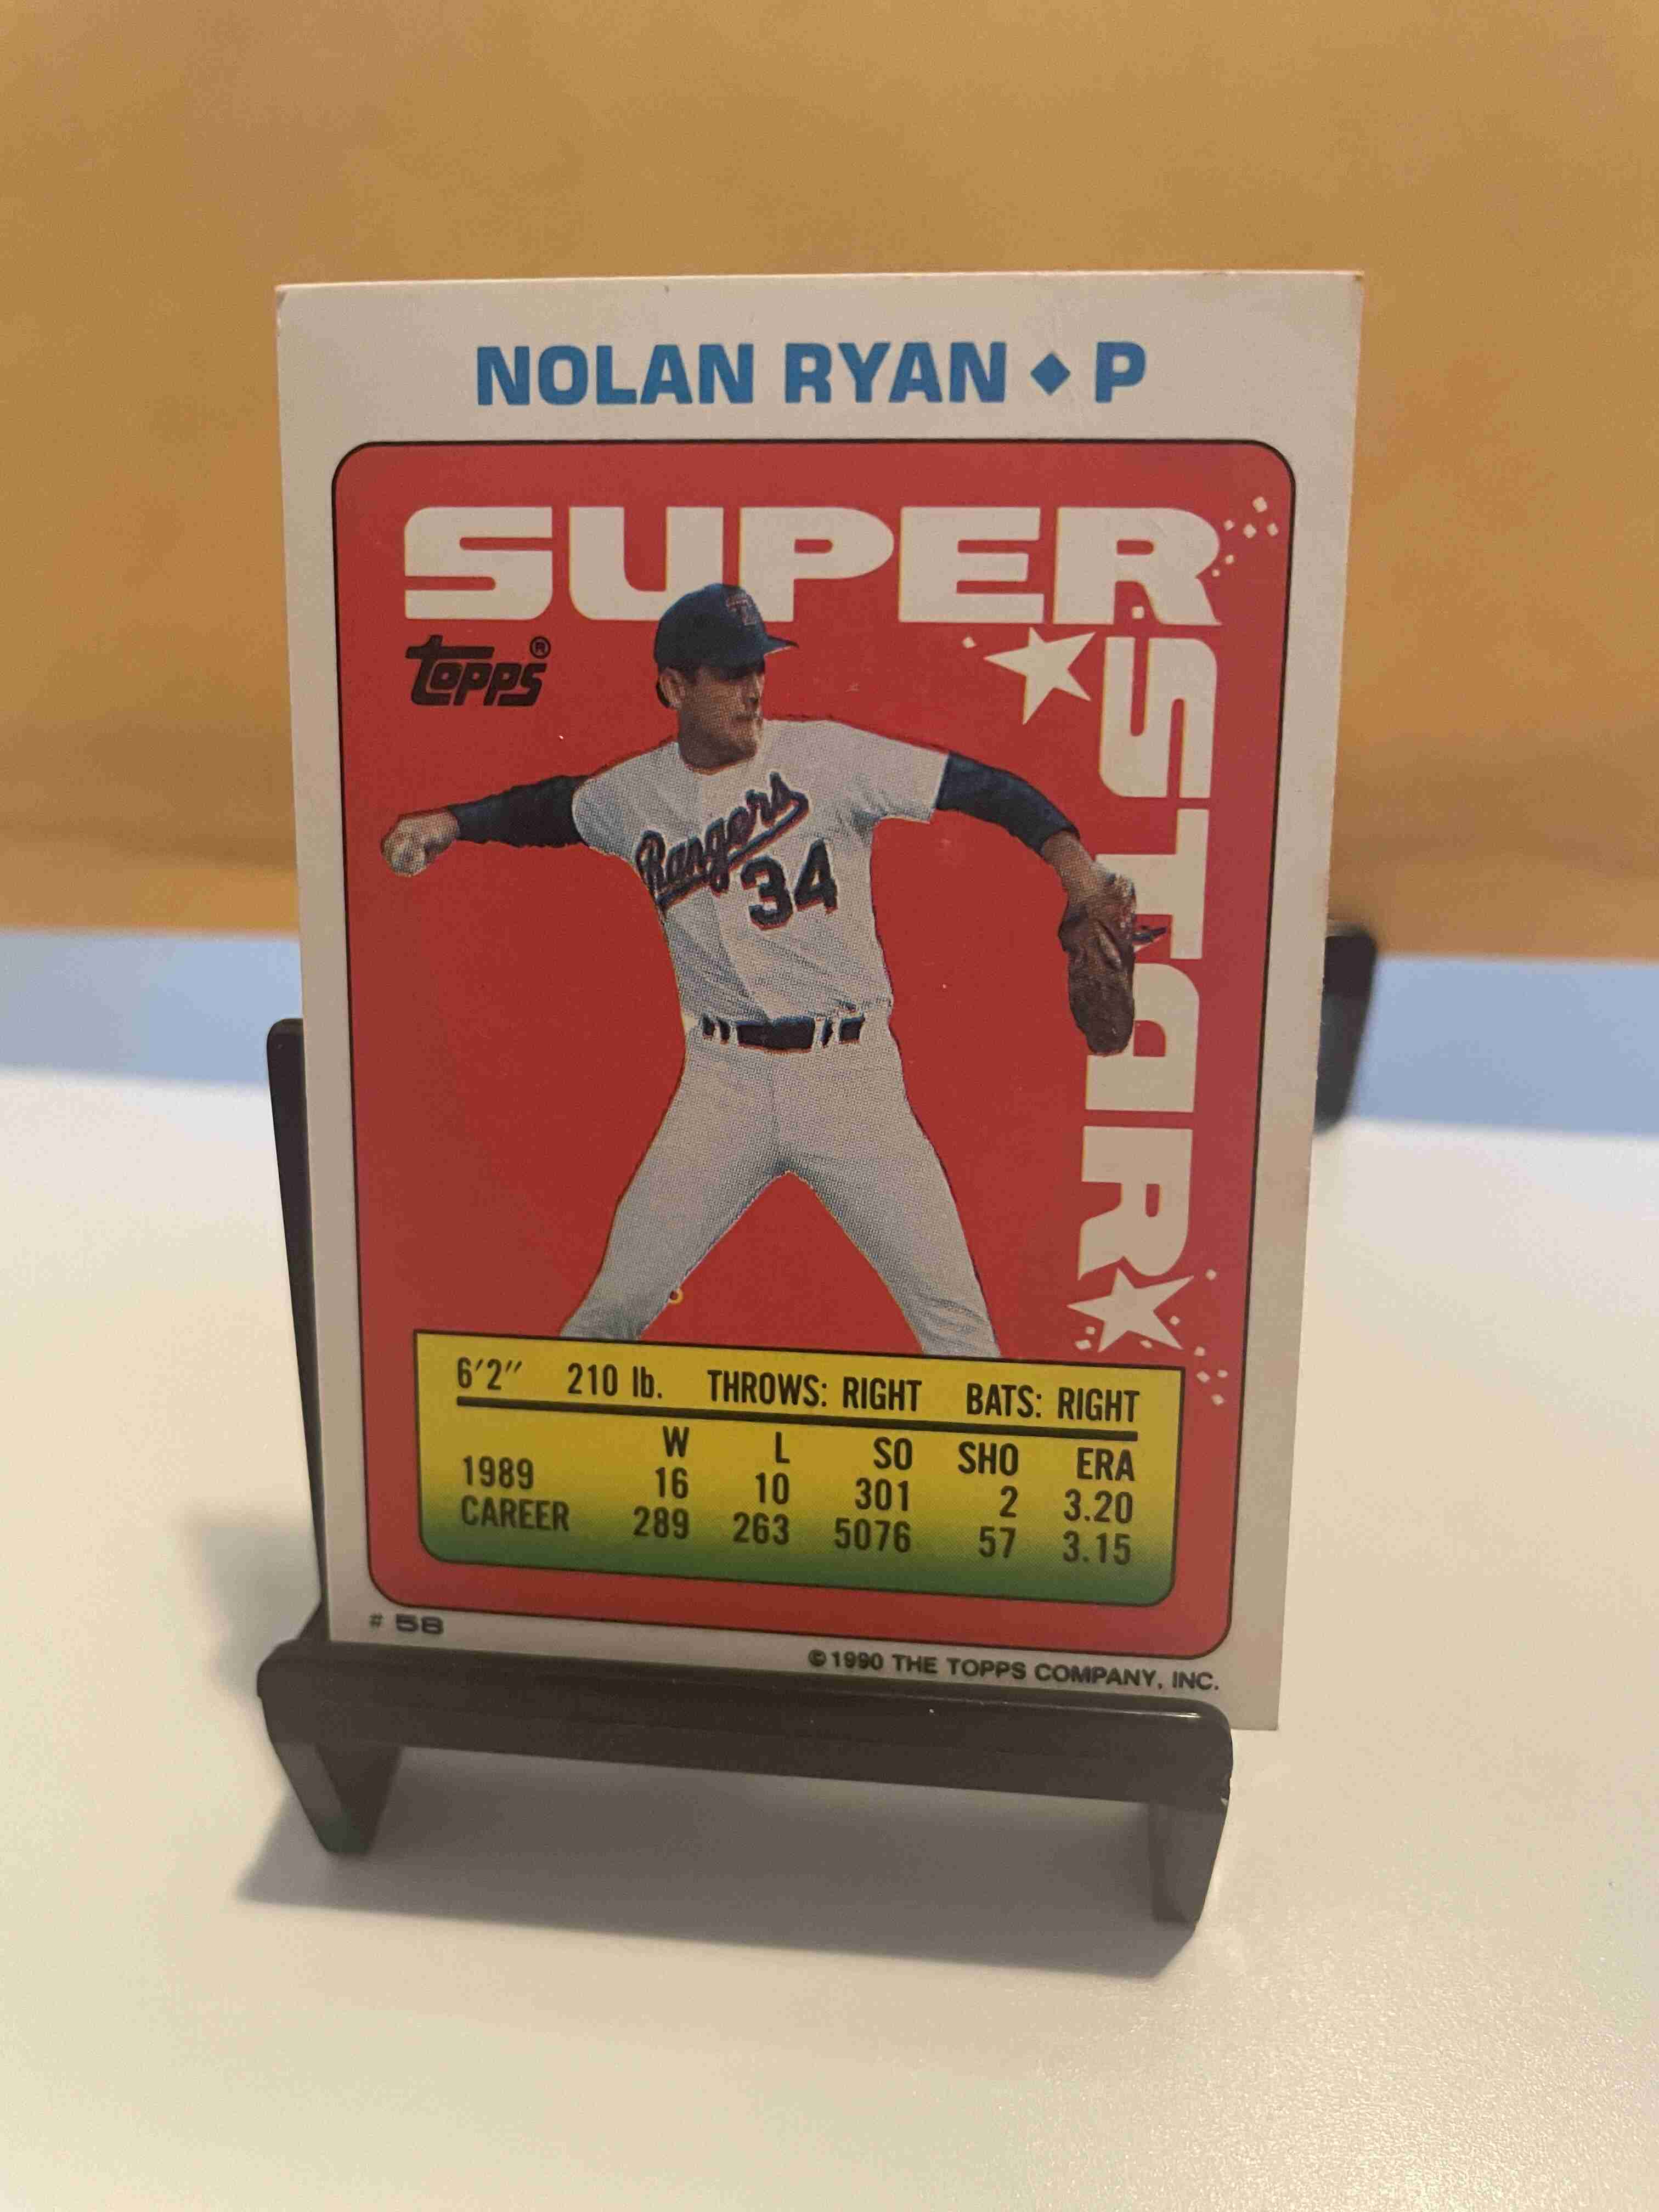 NOLAN RYAN ◆ P
SUPER
STaR
topps®
Rangers
34
6'2" 210 lb. THROWS: RIGHT BATS: RIGHT
W L SO SHO ERA
1989 16 10 301 2 3.20
CAREER 289 263 5076 57 3.15
# 58
© 1990 THE TOPPS COMPANY, INC.